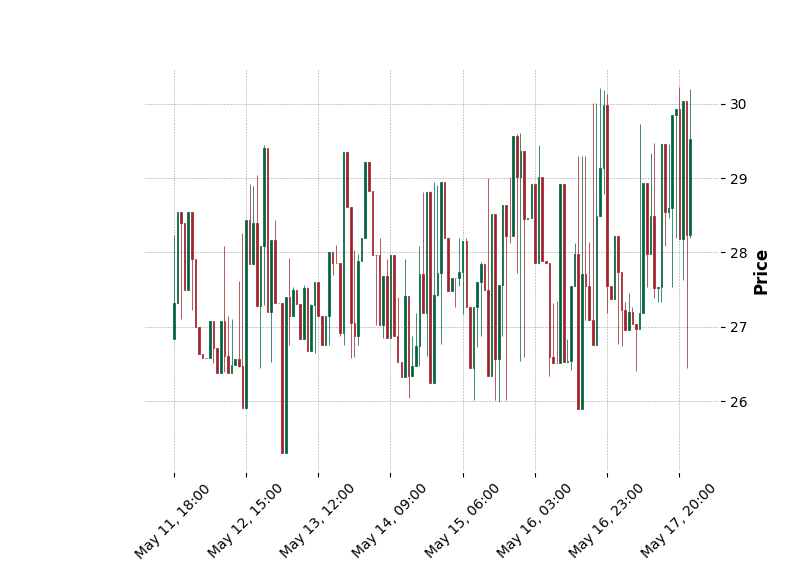 30
29
28
27
26
Price
May 11, 18:00
May 12, 15:00
May 13, 12:00
May 14, 09:00
May 15, 06:00
May 16, 03:00
May 16, 23:00
May 17, 20:00